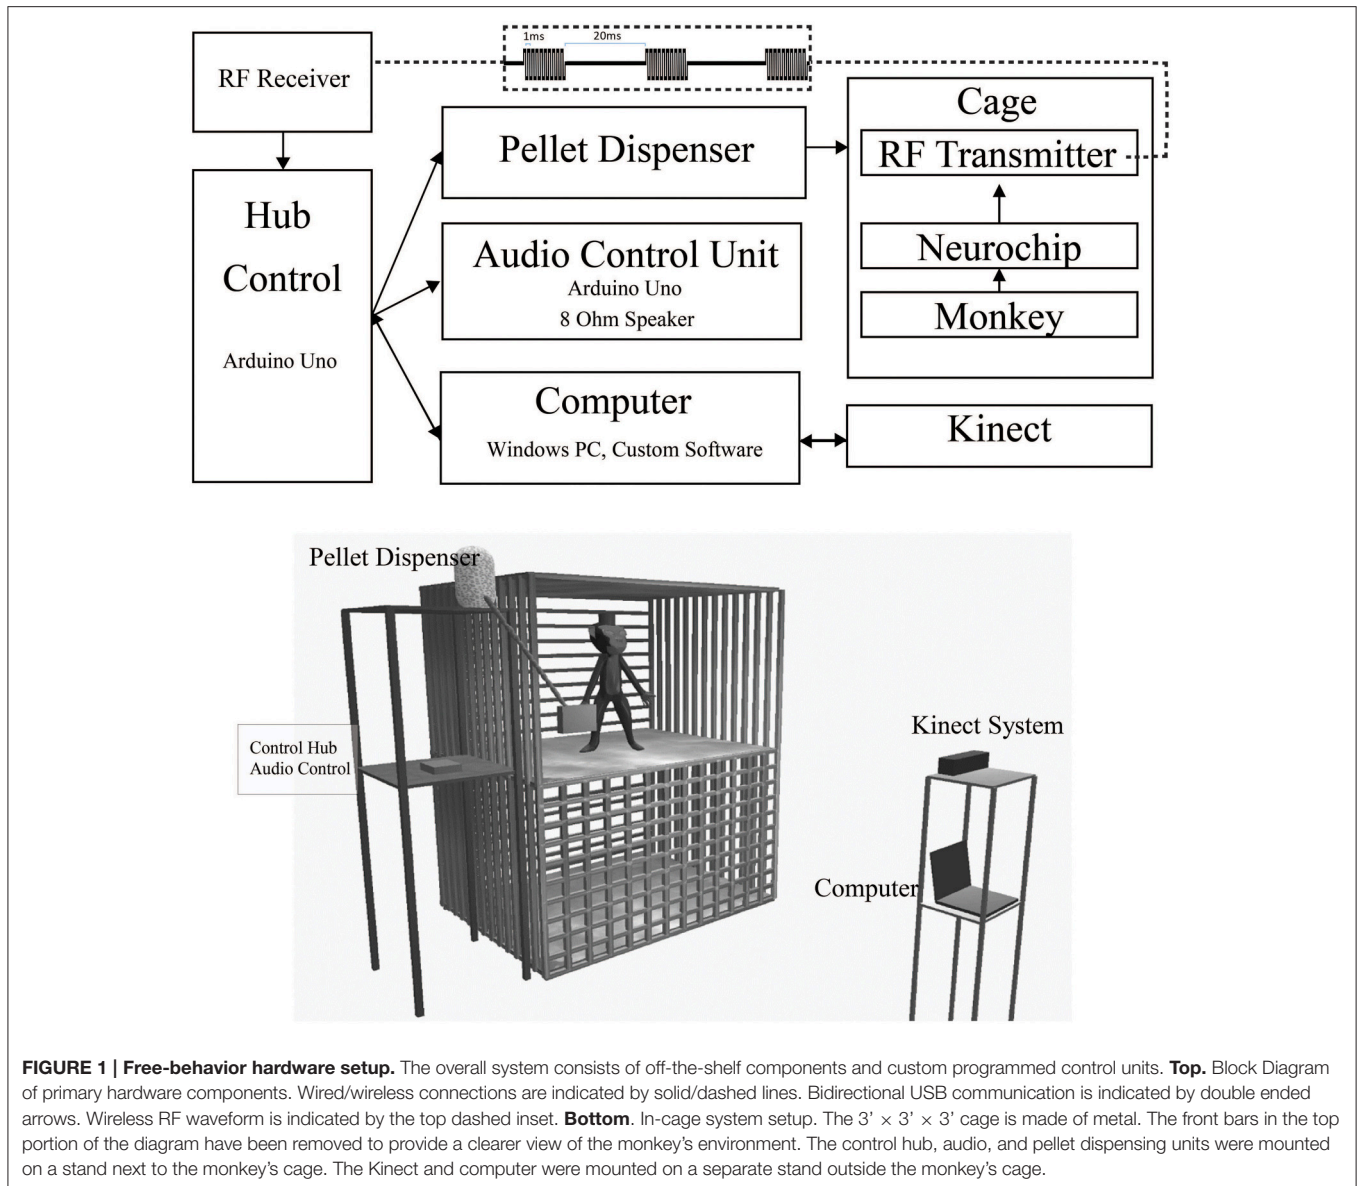 1ms
20ms
RF Receiver
Cage
Pellet Dispenser
RF Transmitter
Hub
Control
Arduino Uno
Audio Control Unit
Arduino Uno
8 Ohm Speaker
Neurochip
Monkey
Computer
Windows PC, Custom Software
Kinect
Pellet Dispenser
Control Hub
Audio Control
Kinect System
Computer
FIGURE 1 | Free-behavior hardware setup. The overall system consists of off-the-shelf components and custom programmed control units. Top. Block Diagram
of primary hardware components. Wired/wireless connections are indicated by solid/dashed lines. Bidirectional USB communication is indicated by double ended
arrows. Wireless RF waveform is indicated by the top dashed inset. Bottom. In-cage system setup. The 3' × 3' × 3' cage is made of metal. The front bars in the top
portion of the diagram have been removed to provide a clearer view of the monkey's environment. The control hub, audio, and pellet dispensing units were mounted
on a stand next to the monkey's cage. The Kinect and computer were mounted on a separate stand outside the monkey's cage.